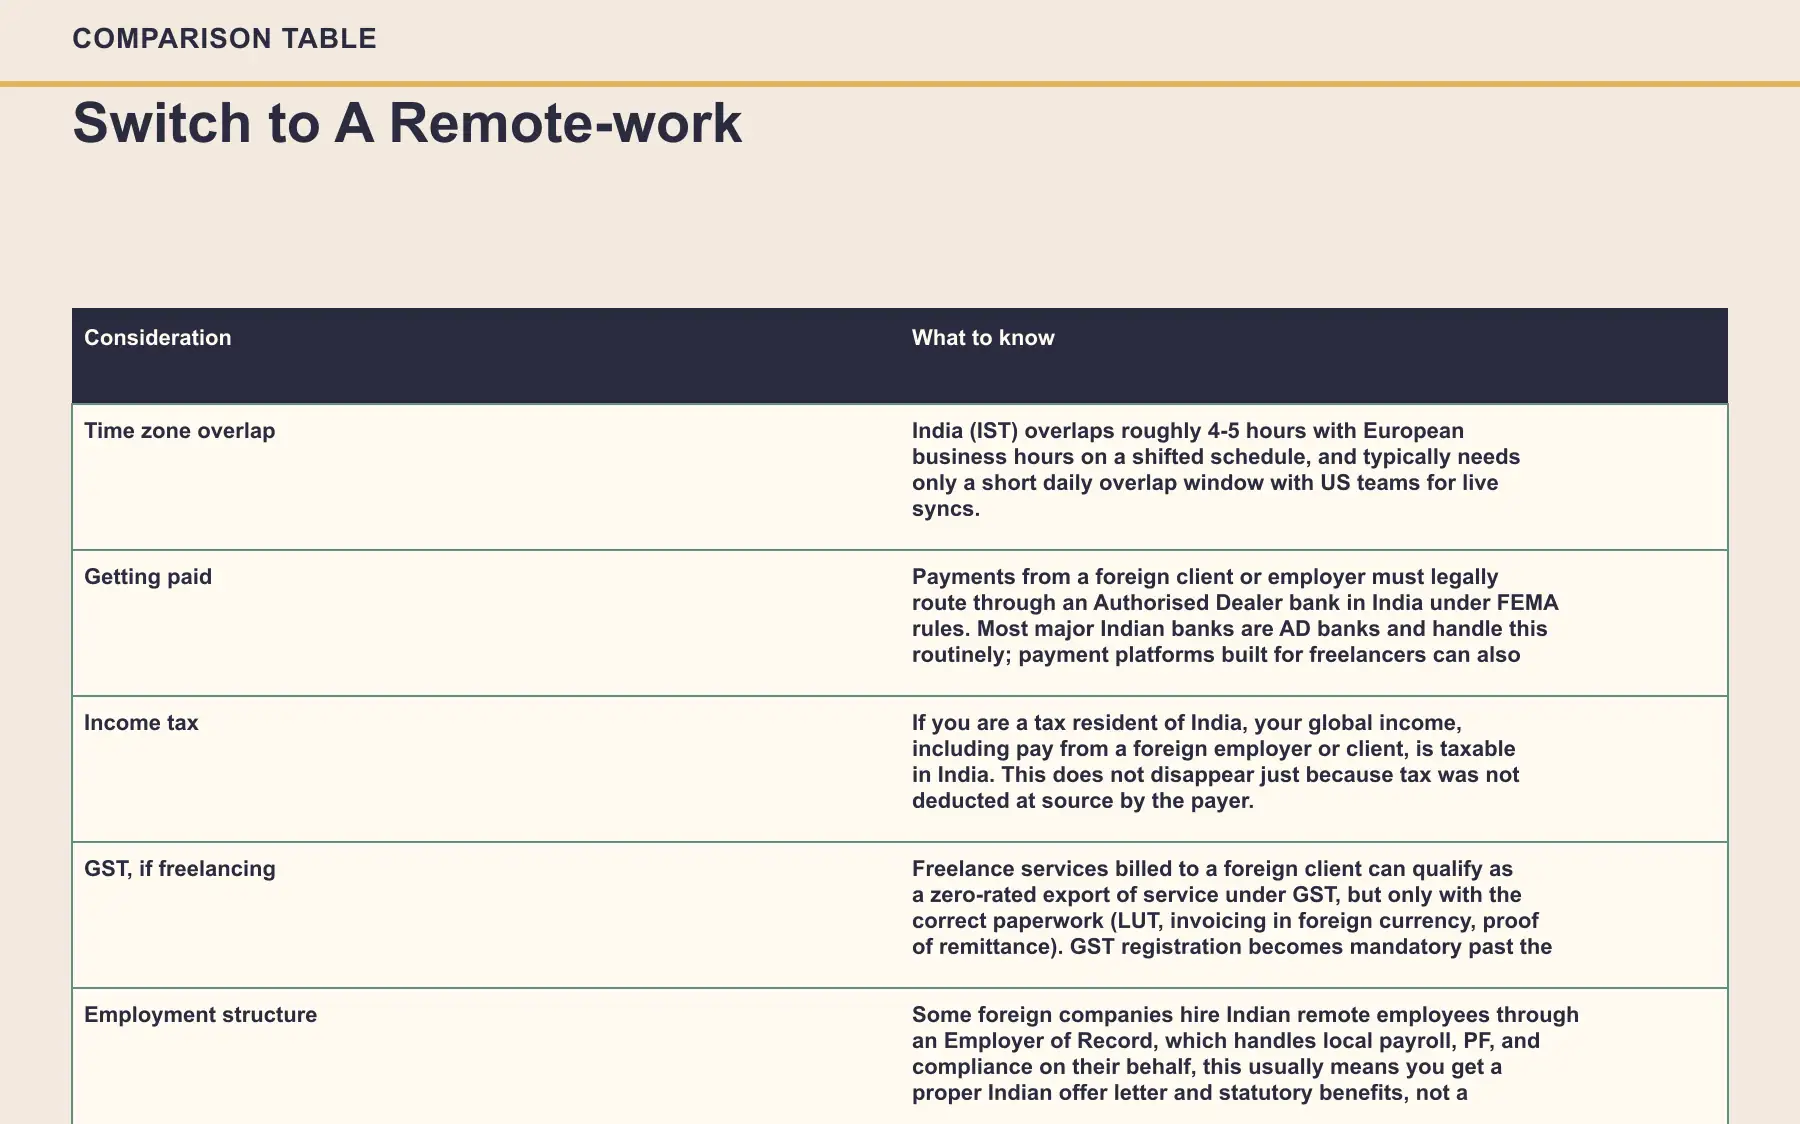 COMPARISON TABLE
Switch to A Remote-work
Consideration
What to know
Time zone overlap
India (IST) overlaps roughly 4-5 hours with European
business hours on a shifted schedule, and typically needs
only a short daily overlap window with US teams for live
syncs.
Getting paid
Payments from a foreign client or employer must legally
route through an Authorised Dealer bank in India under FEMA
rules. Most major Indian banks are AD banks and handle this
routinely; payment platforms built for freelancers can also
Income tax
If you are a tax resident of India, your global income,
including pay from a foreign employer or client, is taxable
in India. This does not disappear just because tax was not
deducted at source by the payer.
GST, if freelancing
Freelance services billed to a foreign client can qualify as
a zero-rated export of service under GST, but only with the
correct paperwork (LUT, invoicing in foreign currency, proof
of remittance). GST registration becomes mandatory past the
Employment structure
Some foreign companies hire Indian remote employees through
an Employer of Record, which handles local payroll, PF, and
compliance on their behalf, this usually means you get a
proper Indian offer letter and statutory benefits, not a